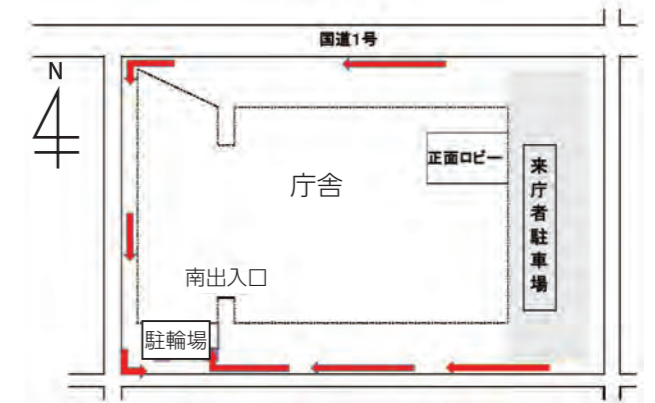 国道1号
N
正面ロビー
来庁者駐車場
庁舎
南出入口
駐輪場